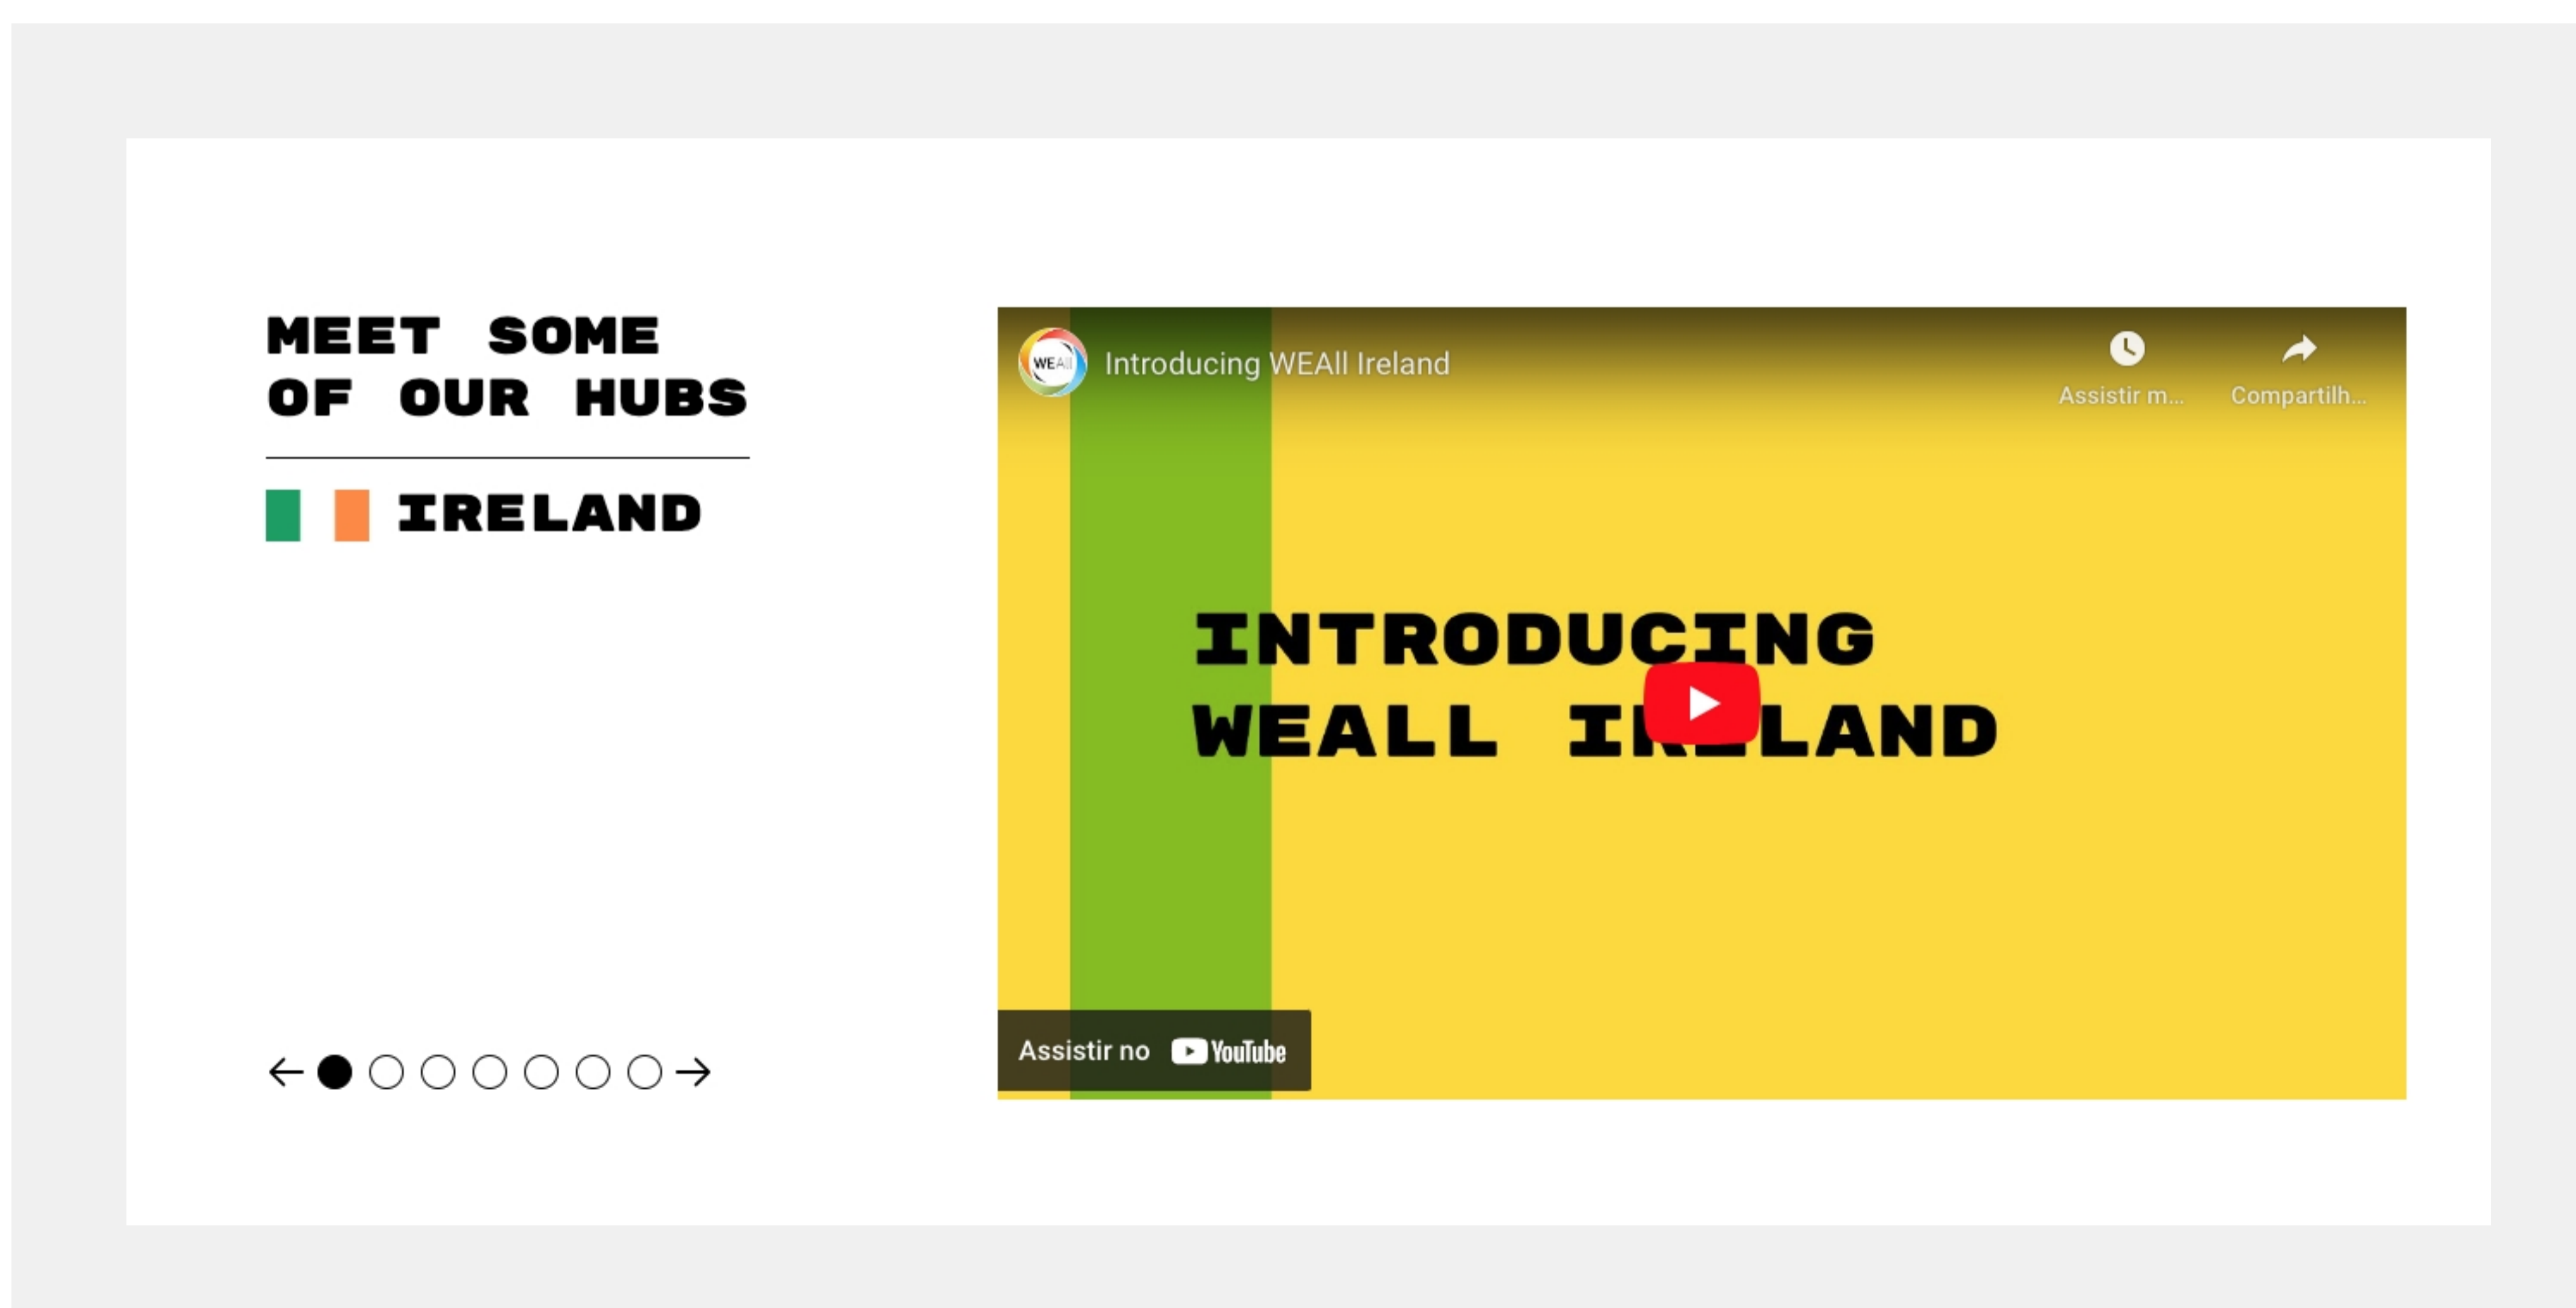 MEET SOME
OF OUR HUBS
IRELAND
WEAll
Introducing WEAll Ireland
Assistir m...
Compartilh...
INTRODUCING
WEALL IRELAND
Assistir no YouTube